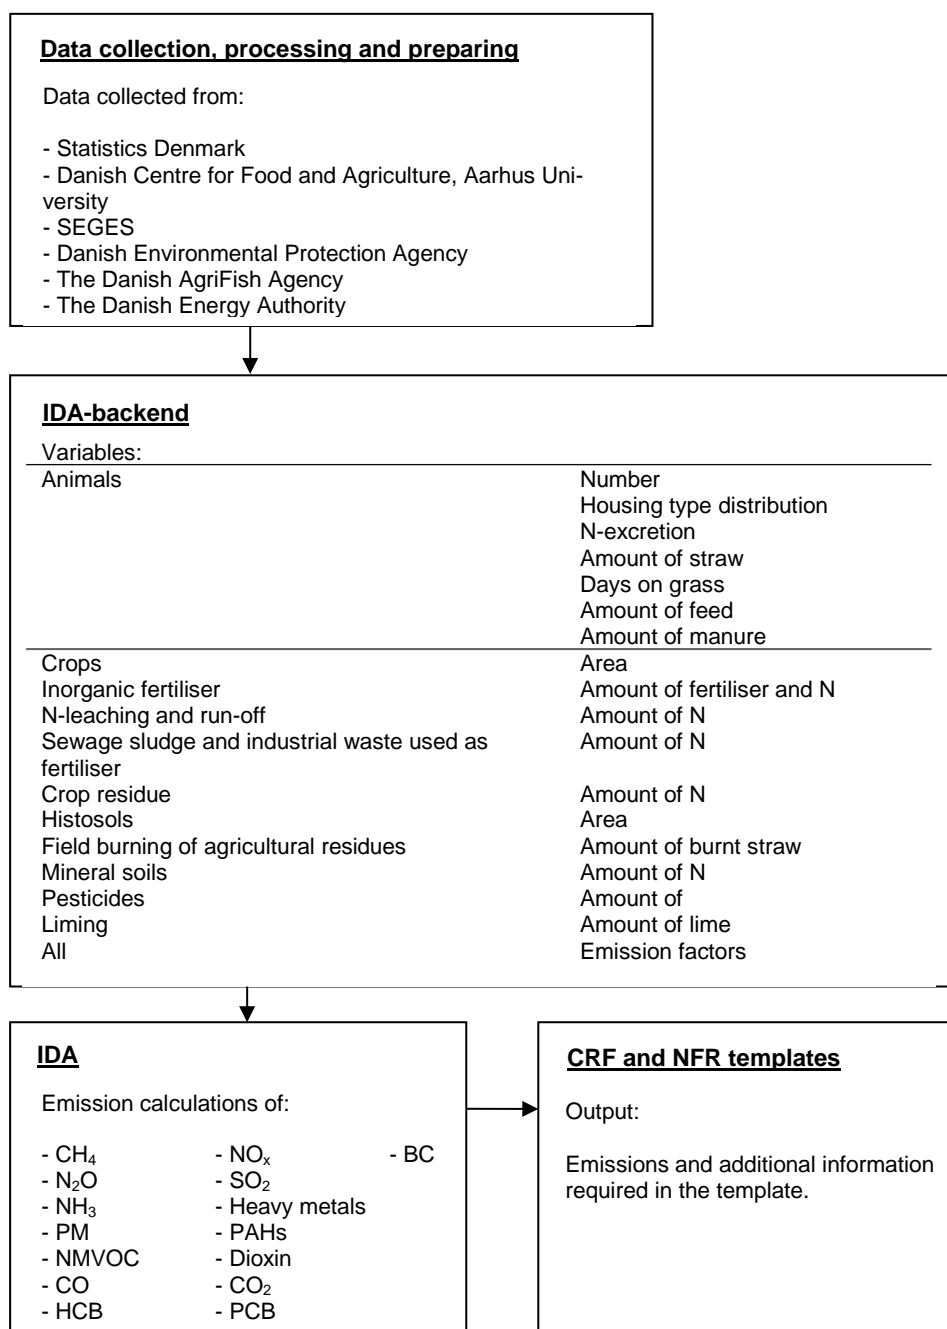 Data collection, processing and preparing
Data collected from:
- Statistics Denmark
- Danish Centre for Food and Agriculture, Aarhus Uni-
versity
- SEGES
- Danish Environmental Protection Agency
- The Danish AgriFish Agency
- The Danish Energy Authority
IDA-backend
Variables:
Animals Number
Housing type distribution
N-excretion
Amount of straw
Days on grass
Amount of feed
Amount of manure
Crops Area
Inorganic fertiliser Amount of fertiliser and N
N-leaching and run-off Amount of N
Sewage sludge and industrial waste used as Amount of N
fertiliser
Crop residue Amount of N
Histosols Area
Field burning of agricultural residues Amount of burnt straw
Mineral soils Amount of N
Pesticides Amount of
Liming Amount of lime
All Emission factors
IDA
Emission calculations of:
- CH₄ - NOₓ - BC
- N₂O - SO₂
- NH₃ - Heavy metals
- PM - PAHs
- NMVOC - Dioxin
- CO - CO₂
- HCB - PCB
CRF and NFR templates
Output:
Emissions and additional information
required in the template.